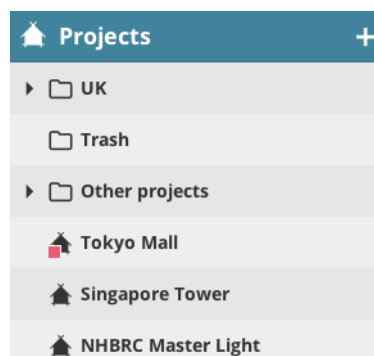 Projects
UK
Trash
Other projects
Tokyo Mall
Singapore Tower
NHBRC Master Light